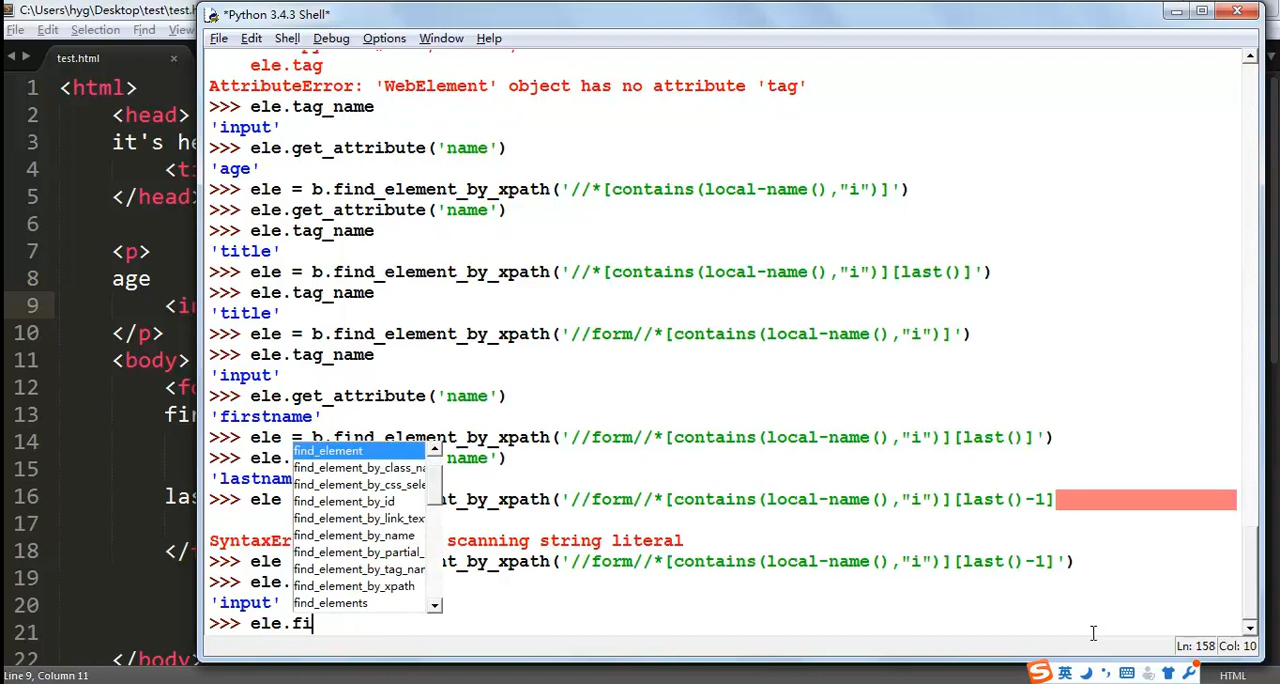 C:\Users\hyg\Desktop\test\test.h
File Edit Selection Find View
test.html
1 <html>
2 <head>
3 it's he
4 <t
5 </head
6
7 <p>
8 age
9 <i
10 </p>
11 <body>
12 <f
13 fi
14
15
16 la
17
18 </
19
20
21
22 </body
Line 9, Column 11
*Python 3.4.3 Shell*
File Edit Shell Debug Options Window Help
ele.tag
AttributeError: 'WebElement' object has no attribute 'tag'
>>> ele.tag_name
'input'
>>> ele.get_attribute('name')
'age'
>>> ele = b.find_element_by_xpath('//*[contains(local-name(),"i")]')
>>> ele.get_attribute('name')
>>> ele.tag_name
'title'
>>> ele = b.find_element_by_xpath('//*[contains(local-name(),"i")][last()]')
>>> ele.tag_name
'title'
>>> ele = b.find_element_by_xpath('//form//*[contains(local-name(),"i")]')
>>> ele.tag_name
'input'
>>> ele.get_attribute('name')
'firstname'
>>> ele = b.find_element_by_xpath('//form//*[contains(local-name(),"i")][last()]')
>>> ele. 'name')
'lastnam
>>> ele nt_by_xpath('//form//*[contains(local-name(),"i")][last()-1]
SyntaxEr scanning string literal
>>> ele nt_by_xpath('//form//*[contains(local-name(),"i")][last()-1]')
>>> ele.
'input'
>>> ele.fi
find_element
find_element_by_class_na
find_element_by_css_sele
find_element_by_id
find_element_by_link_tex
find_element_by_name
find_element_by_partial_
find_element_by_tag_nam
find_element_by_xpath
find_elements
Ln: 158 Col: 10
英
HTML